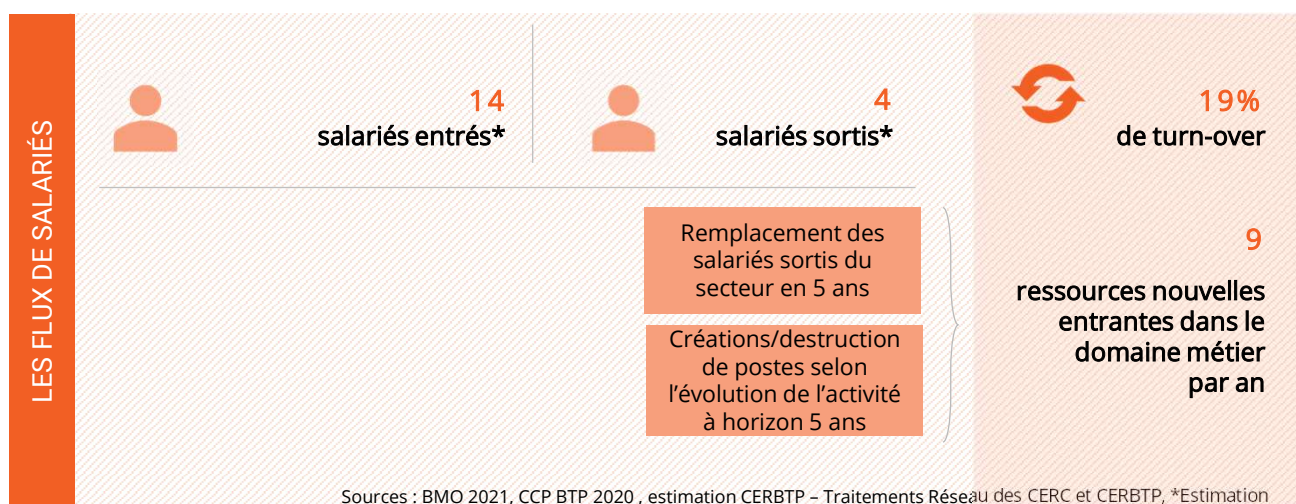 LES FLUX DE SALARIÉS
14
salariés entrés*
4
salariés sortis*
19%
de turn-over
Remplacement des
salariés sortis du
secteur en 5 ans
Créations/destruction
de postes selon
l'évolution de l'activité
à horizon 5 ans
9
ressources nouvelles
entrantes dans le
domaine métier
par an
Sources : BMO 2021, CCP BTP 2020 , estimation CERBTP – Traitements Réseau des CERC et CERBTP, *Estimation